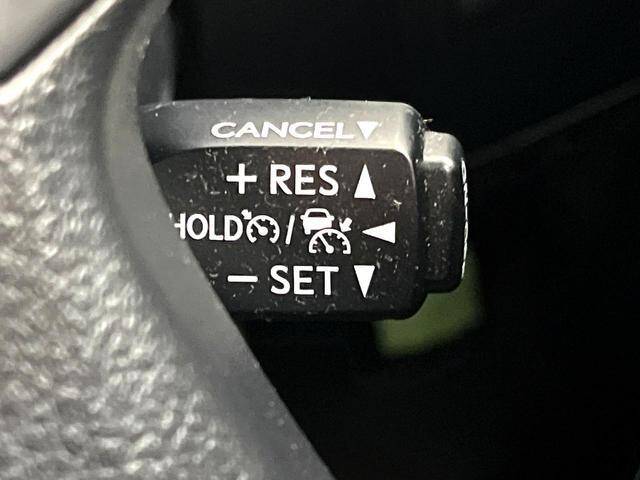 CANCEL▼
+ RES ▲
HOLD / ◀
− SET ▼